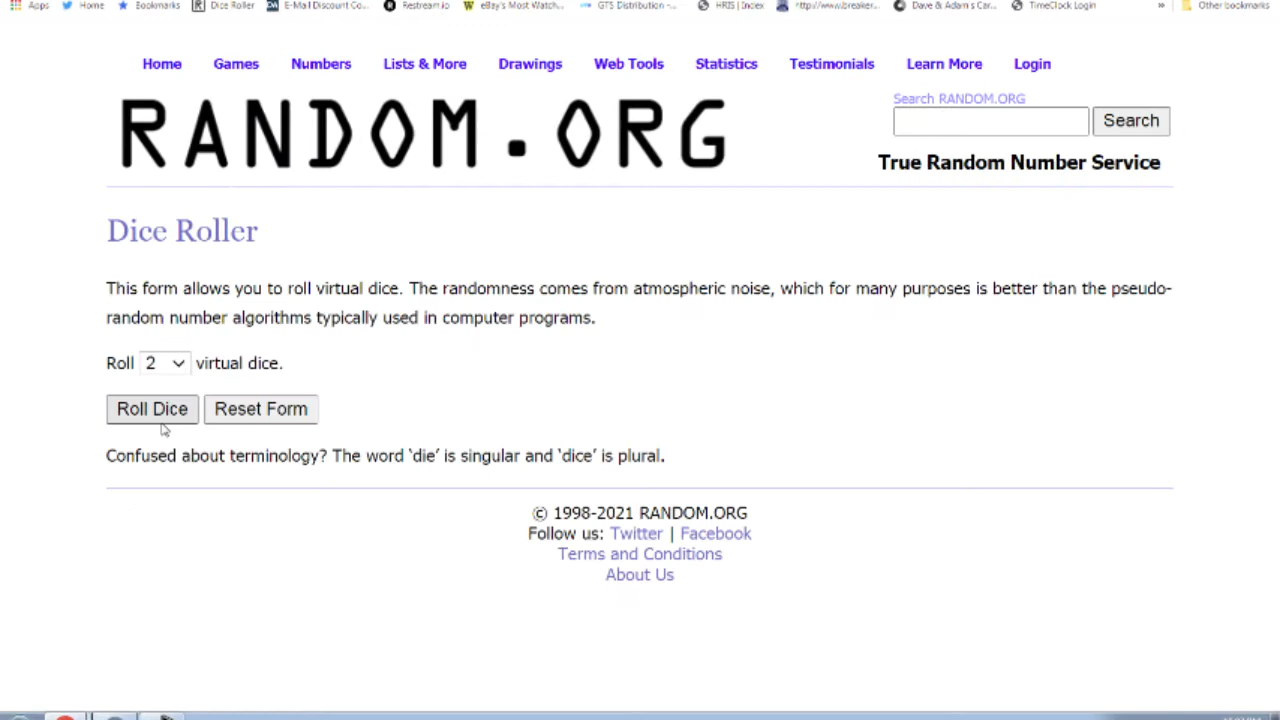 Apps Home Bookmarks Dice Roller E-Mail Discount Co... Restream.io eBay's Most Watch... GTS Distribution -... HRIS | Index http://www.breaker... Dave & Adam's Car... TimeClock Login » Other bookmarks
Home Games Numbers Lists & More Drawings Web Tools Statistics Testimonials Learn More Login
RANDOM.ORG
Search RANDOM.ORG
Search
True Random Number Service
Dice Roller
This form allows you to roll virtual dice. The randomness comes from atmospheric noise, which for many purposes is better than the pseudo-
random number algorithms typically used in computer programs.
Roll 2 virtual dice.
Roll Dice Reset Form
Confused about terminology? The word ‘die’ is singular and ‘dice’ is plural.
© 1998-2021 RANDOM.ORG
Follow us: Twitter | Facebook
Terms and Conditions
About Us